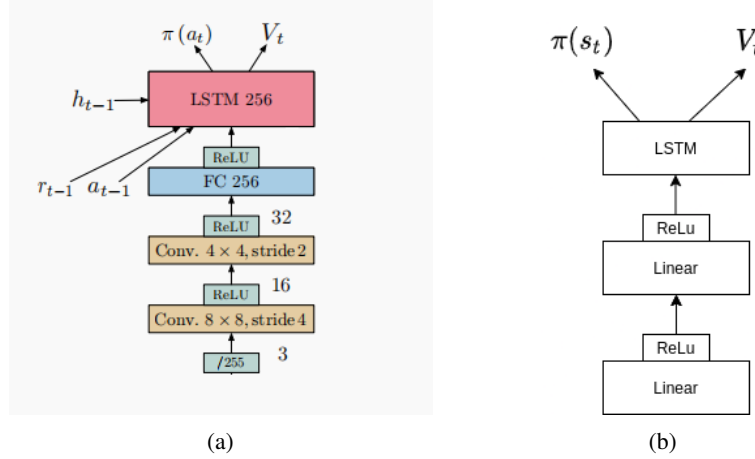 π (a_t) V_t
h_{t−1} LSTM 256
ReLU
r_{t−1} a_{t−1} FC 256
ReLU 32
Conv. 4 × 4, stride 2
ReLU 16
Conv. 8 × 8, stride 4
/255 3
(a)
π(s_t) V_t
LSTM
ReLu
Linear
ReLu
Linear
(b)